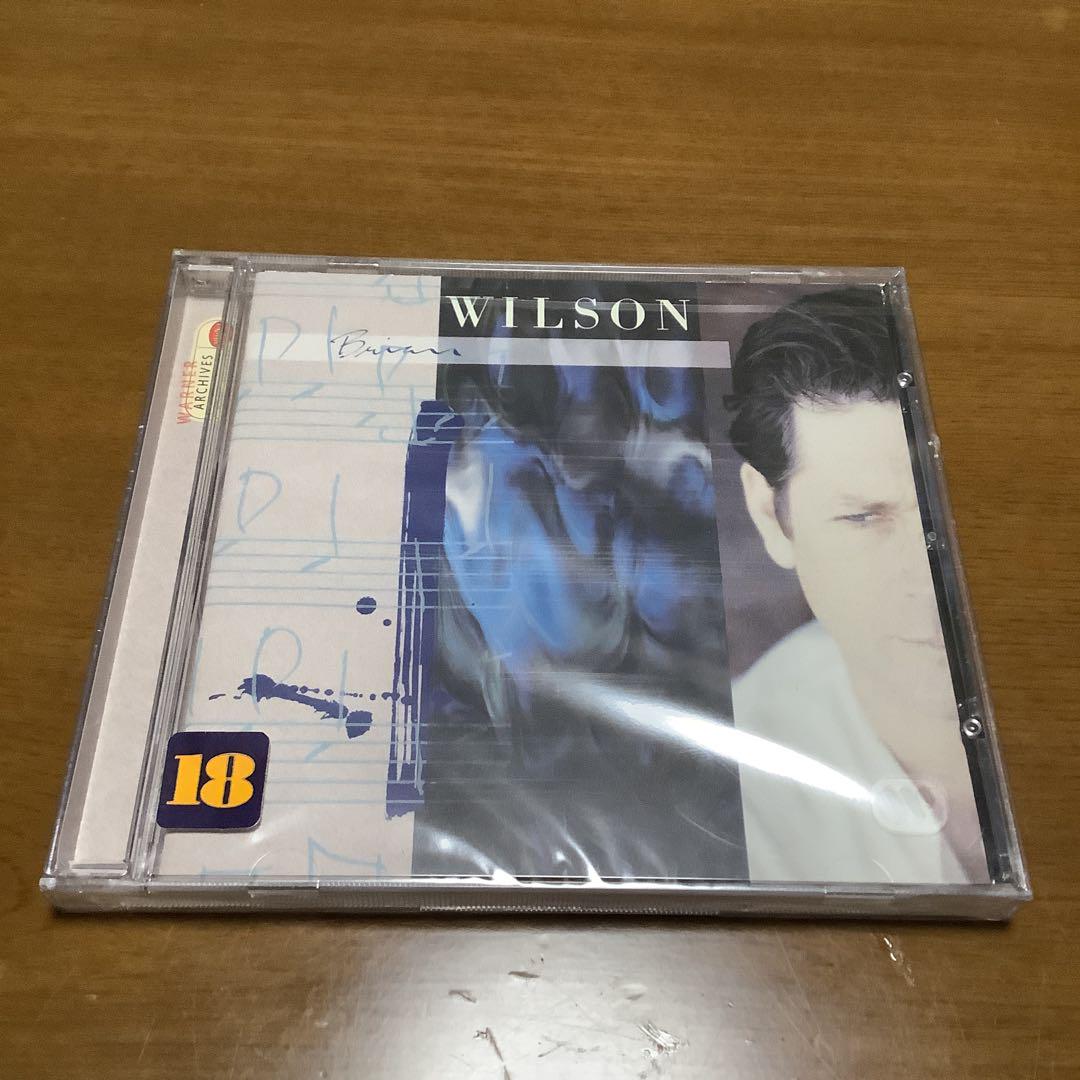 WILSON
Brian
WARNER
ARCHIVES
18